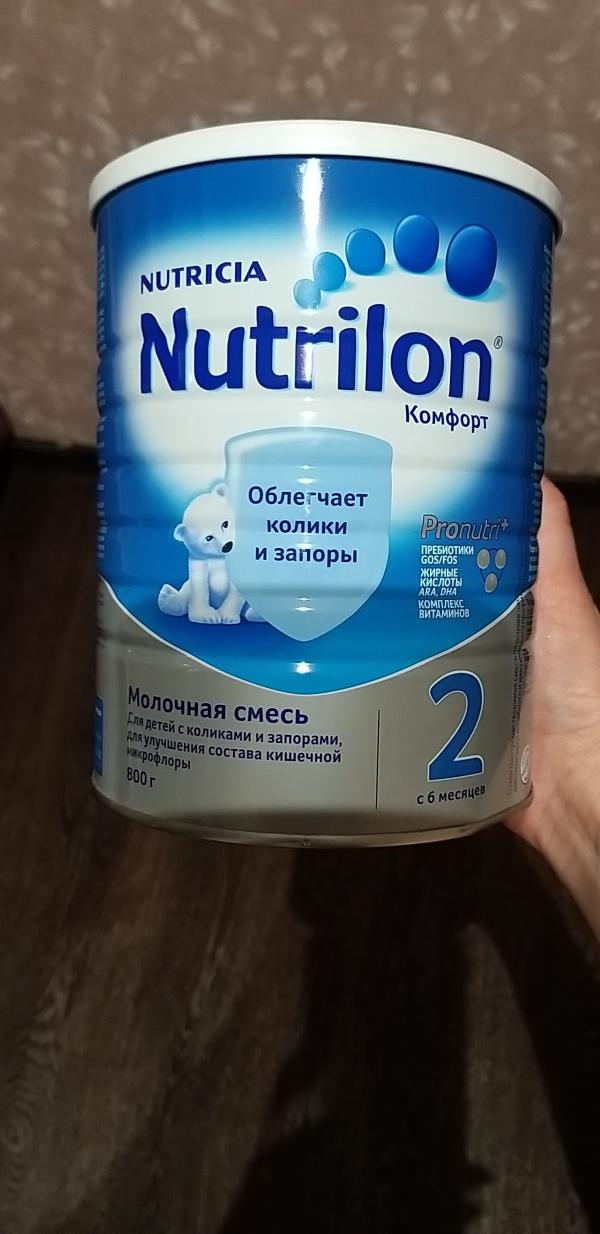 NUTRICIA
Nutrilon®
Комфорт
Облегчает
колики
и запоры
Pronutri+
ПРЕБИОТИКИ
GOS/FOS
ЖИРНЫЕ
КИСЛОТЫ
ARA, DHA
КОМПЛЕКС
ВИТАМИНОВ
Молочная смесь
Для детей с коликами и запорами,
для улучшения состава кишечной
микрофлоры
800 г
2
с 6 месяцев